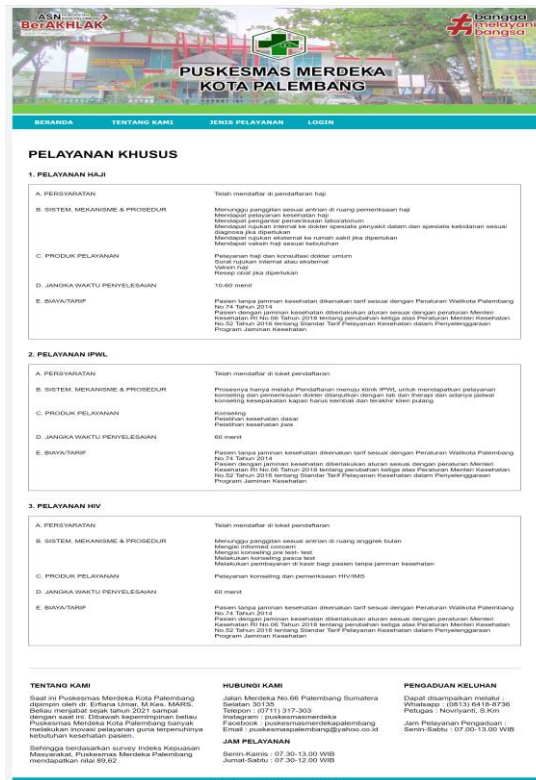 ASN
BerAKHLAK
bangga
melayani
bangsa
PUSKESMAS MERDEKA
KOTA PALEMBANG
BERANDA TENTANG KAMI JENIS PELAYANAN LOGIN
PELAYANAN KHUSUS
1. PELAYANAN HAJI
A. PERSYARATAN Telah mendaftar di pendaftaran haji
B. SISTEM, MEKANISME & PROSEDUR Menunggu panggilan sesuai antrian di ruang pemeriksaan haji
Mendapat pelayanan kesehatan haji
Mendapat pengantar pemeriksaan laboratorium
Mendapat rujukan internal ke dokter spesialis penyakit dalam dan spesialis kebidanan sesuai
diagnosa jika diperlukan
Mendapat rujukan eksternal ke rumah sakit jika diperlukan
Mendapat vaksin haji sesuai kebutuhan
C. PRODUK PELAYANAN Pelayanan haji dan konsultasi dokter umum
Surat rujukan internal atau eksternal
Vaksin haji
Resep obat jika diperlukan
D. JANGKA WAKTU PENYELESAIAN 10-60 menit
E. BIAYA/TARIF Pasien tanpa jaminan kesehatan dikenakan tarif sesuai dengan Peraturan Walikota Palembang
No.74 Tahun 2014
Pasien dengan jaminan kesehatan diberlakukan aturan sesuai dengan peraturan Menteri
Kesehatan RI No.06 Tahun 2018 tentang perubahan ketiga atas Peraturan Menteri Kesehatan
No.52 Tahun 2016 tentang Standar Tarif Pelayanan Kesehatan dalam Penyelenggaraan
Program Jaminan Kesehatan
2. PELAYANAN IPWL
A. PERSYARATAN Telah mendaftar di loket pendaftaran
B. SISTEM, MEKANISME & PROSEDUR Prosesnya hanya melalui Pendaftaran menuju klinik IPWL untuk mendapatkan pelayanan
konseling dan pemeriksaan dokter dilanjutkan dengan lab dan therapi dan adanya jadwal
konseling kesepakatan kapan harus kembali dan terakhir klien pulang
C. PRODUK PELAYANAN Konseling
Pelatihan kesehatan dasar
Pelatihan kesehatan jiwa
D. JANGKA WAKTU PENYELESAIAN 60 menit
E. BIAYA/TARIF Pasien tanpa jaminan kesehatan dikenakan tarif sesuai dengan Peraturan Walikota Palembang
No.74 Tahun 2014
Pasien dengan jaminan kesehatan diberlakukan aturan sesuai dengan peraturan Menteri
Kesehatan RI No.06 Tahun 2018 tentang perubahan ketiga atas Peraturan Menteri Kesehatan
No.52 Tahun 2016 tentang Standar Tarif Pelayanan Kesehatan dalam Penyelenggaraan
Program Jaminan Kesehatan
3. PELAYANAN HIV
A. PERSYARATAN Telah mendaftar di loket pendaftaran
B. SISTEM, MEKANISME & PROSEDUR Menunggu panggilan sesuai antrian di ruang anggrek bulan
Mengisi informed concern
Mengisi konseling pre test- test
Melakukan konseling pasca test
Melakukan pembayaran di kasir bagi pasien tanpa jaminan kesehatan
C. PRODUK PELAYANAN Pelayanan konseling dan pemeriksaan HIV/IMS
D. JANGKA WAKTU PENYELESAIAN 60 menit
E. BIAYA/TARIF Pasien tanpa jaminan kesehatan dikenakan tarif sesuai dengan Peraturan Walikota Palembang
No.74 Tahun 2014
Pasien dengan jaminan kesehatan diberlakukan aturan sesuai dengan peraturan Menteri
Kesehatan RI No.06 Tahun 2018 tentang perubahan ketiga atas Peraturan Menteri Kesehatan
No.52 Tahun 2016 tentang Standar Tarif Pelayanan Kesehatan dalam Penyelenggaraan
Program Jaminan Kesehatan
TENTANG KAMI
Saat ini Puskesmas Merdeka Kota Palembang
dipimpin oleh dr. Erfiana Umar, M.Kes. MARS.
Beliau menjabat sejak tahun 2021 sampai
dengan saat ini. Dibawah kepemimpinan beliau
Puskesmas Merdeka Kota Palembang banyak
melakukan inovasi pelayanan guna terpenuhinya
kebutuhan kesehatan pasien.
Sehingga berdasarkan survey Indeks Kepuasan
Masyarakat, Puskesmas Merdeka Palembang
mendapatkan nilai 89,62
HUBUNGI KAMI
Jalan Merdeka No.66 Palembang Sumatera
Selatan 30135
Telepon : (0711) 317-303
Instagram : puskesmasmerdeka
Facebook : puskesmasmerdekapalembang
Email : puskesmaspalembang@yahoo.co.id
JAM PELAYANAN
Senin-Kamis : 07.30-13.00 WIB
Jumat-Sabtu : 07.30-12.00 WIB
PENGADUAN KELUHAN
Dapat disampaikan melalui :
Whatsapp : (0813) 6418-8736
Petugas : Novriyanti, S.Km
Jam Pelayanan Pengaduan :
Senin-Sabtu : 07.00-13.00 WIB